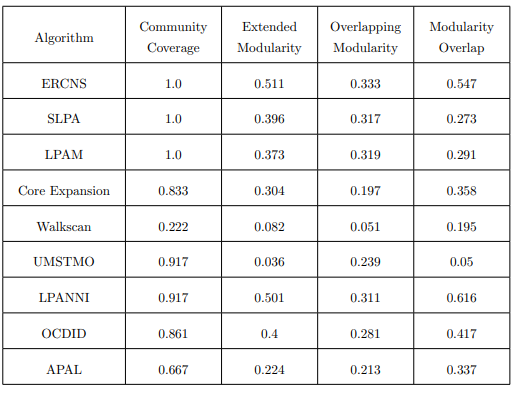 Algorithm Community Coverage Extended Modularity Overlapping Modularity Modularity Overlap
ERCNS 1.0 0.511 0.333 0.547
SLPA 1.0 0.396 0.317 0.273
LPAM 1.0 0.373 0.319 0.291
Core Expansion 0.833 0.304 0.197 0.358
Walkscan 0.222 0.082 0.051 0.195
UMSTMO 0.917 0.036 0.239 0.05
LPANNI 0.917 0.501 0.311 0.616
OCDID 0.861 0.4 0.281 0.417
APAL 0.667 0.224 0.213 0.337